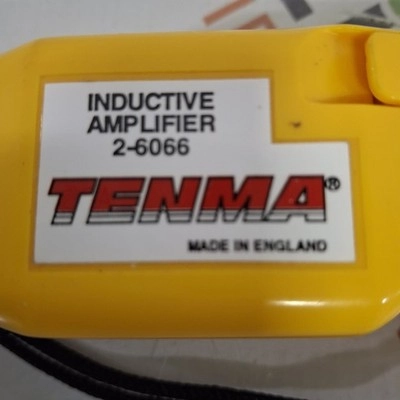 INDUCTIVE
AMPLIFIER
2-6066
TENMA®
MADE IN ENGLAND